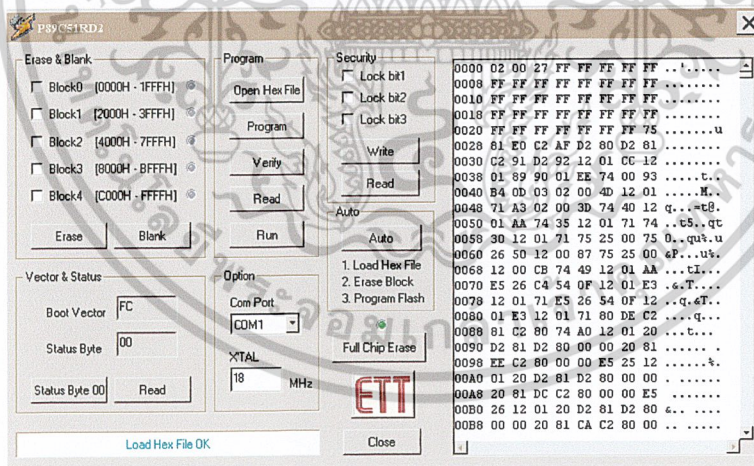 P89C51RD2
Erase & Blank
Block0 [0000H - 1FFFH]
Block1 [2000H - 3FFFH]
Block2 [4000H - 7FFFH]
Block3 [8000H - BFFFH]
Block4 [C000H - FFFFH]
Erase
Blank
Vector & Status
Boot Vector
FC
Status Byte
00
Status Byte 00
Read
Load Hex File OK
Program
Open Hex File
Program
Verify
Read
Run
Option
Com Port
COM1
X'TAL
18
MHz
Security
Lock bit1
Lock bit2
Lock bit3
Write
Read
Auto
Auto
1. Load Hex File
2. Erase Block
3. Program Flash
Full Chip Erase
ETT
Close
0000 02 00 27 FF FF FF FF FF ..'.....
0008 FF FF FF FF FF FF FF FF ........
0010 FF FF FF FF FF FF FF FF ........
0018 FF FF FF FF FF FF FF FF ........
0020 FF FF FF FF FF FF FF 75 .......u
0028 81 E0 C2 AF D2 80 D2 81 ........
0030 C2 91 D2 92 12 01 CC 12 ........
0038 01 89 90 01 EE 74 00 93
0040 B4 0D 03 02 00 4D 12 01 .....M..
0048 71 A3 02 00 3D 74 40 12 q...=t@.
0050 01 AA 74 35 12 01 71 74 ..t5..qt
0058 30 12 01 71 75 25 00 75 0..qu%.u
0060 26 50 12 00 87 75 25 00 &P...u%.
0068 12 00 CB 74 49 12 01 AA ...tI...
0070 E5 26 C4 54 0F 12 01 E3 .&.T....
0078 12 01 71 E5 26 54 0F 12 ..q.&T..
0080 01 E3 12 01 71 80 DE C2 ....q...
0088 81 C2 80 74 A0 12 01 20 ...t...
0090 D2 81 D2 80 00 00 20 81 ...... .
0098 EE C2 80 00 00 E5 25 12 ......%.
00A0 01 20 D2 81 D2 80 00 00 . ......
00A8 20 81 DC C2 80 00 00 E5 .......
00B0 26 12 01 20 D2 81 D2 80 &.. ....
00B8 00 00 20 81 CA C2 80 00 .. .....